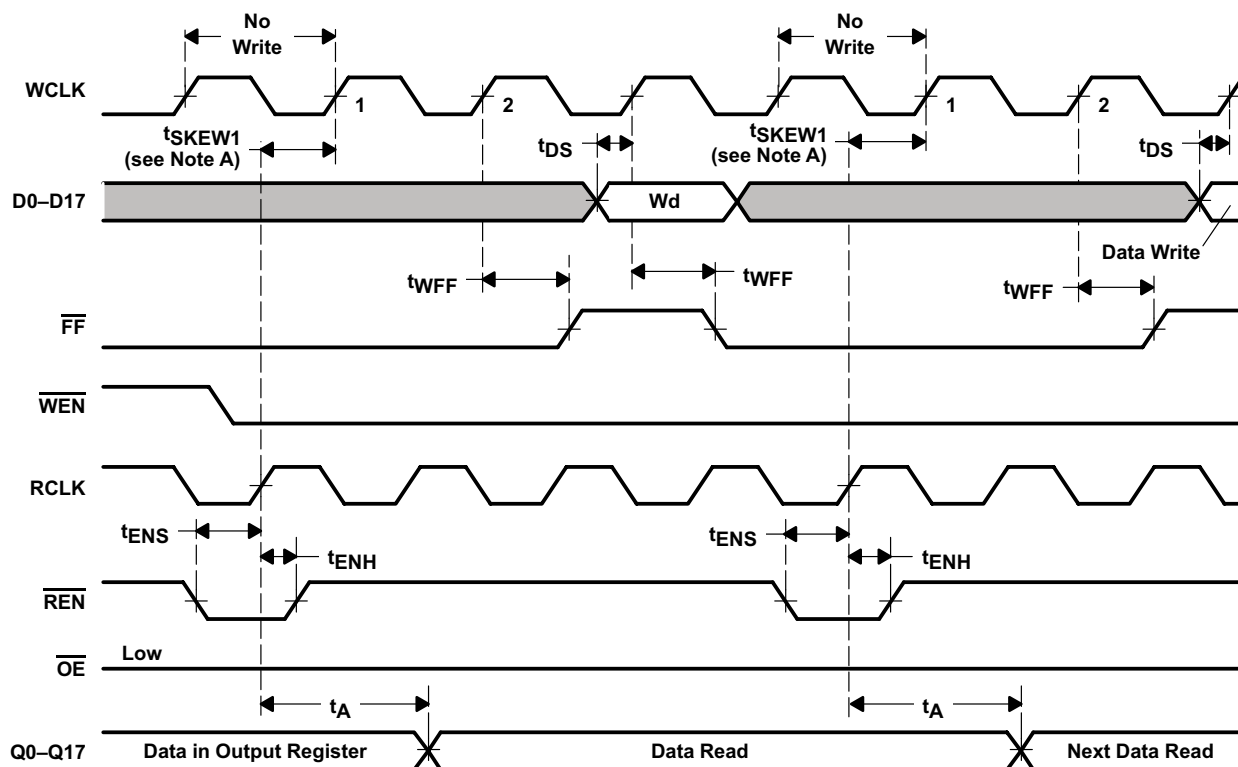 No
Write
No
Write
WCLK
1
2
1
2
tSKEW1
(see Note A)
tDS
tSKEW1
(see Note A)
tDS
D0–D17
Wd
Data Write
tWFF
tWFF
tWFF
FF
WEN
RCLK
tENS
tENH
tENS
tENH
REN
Low
OE
tA
tA
Q0–Q17
Data in Output Register
Data Read
Next Data Read